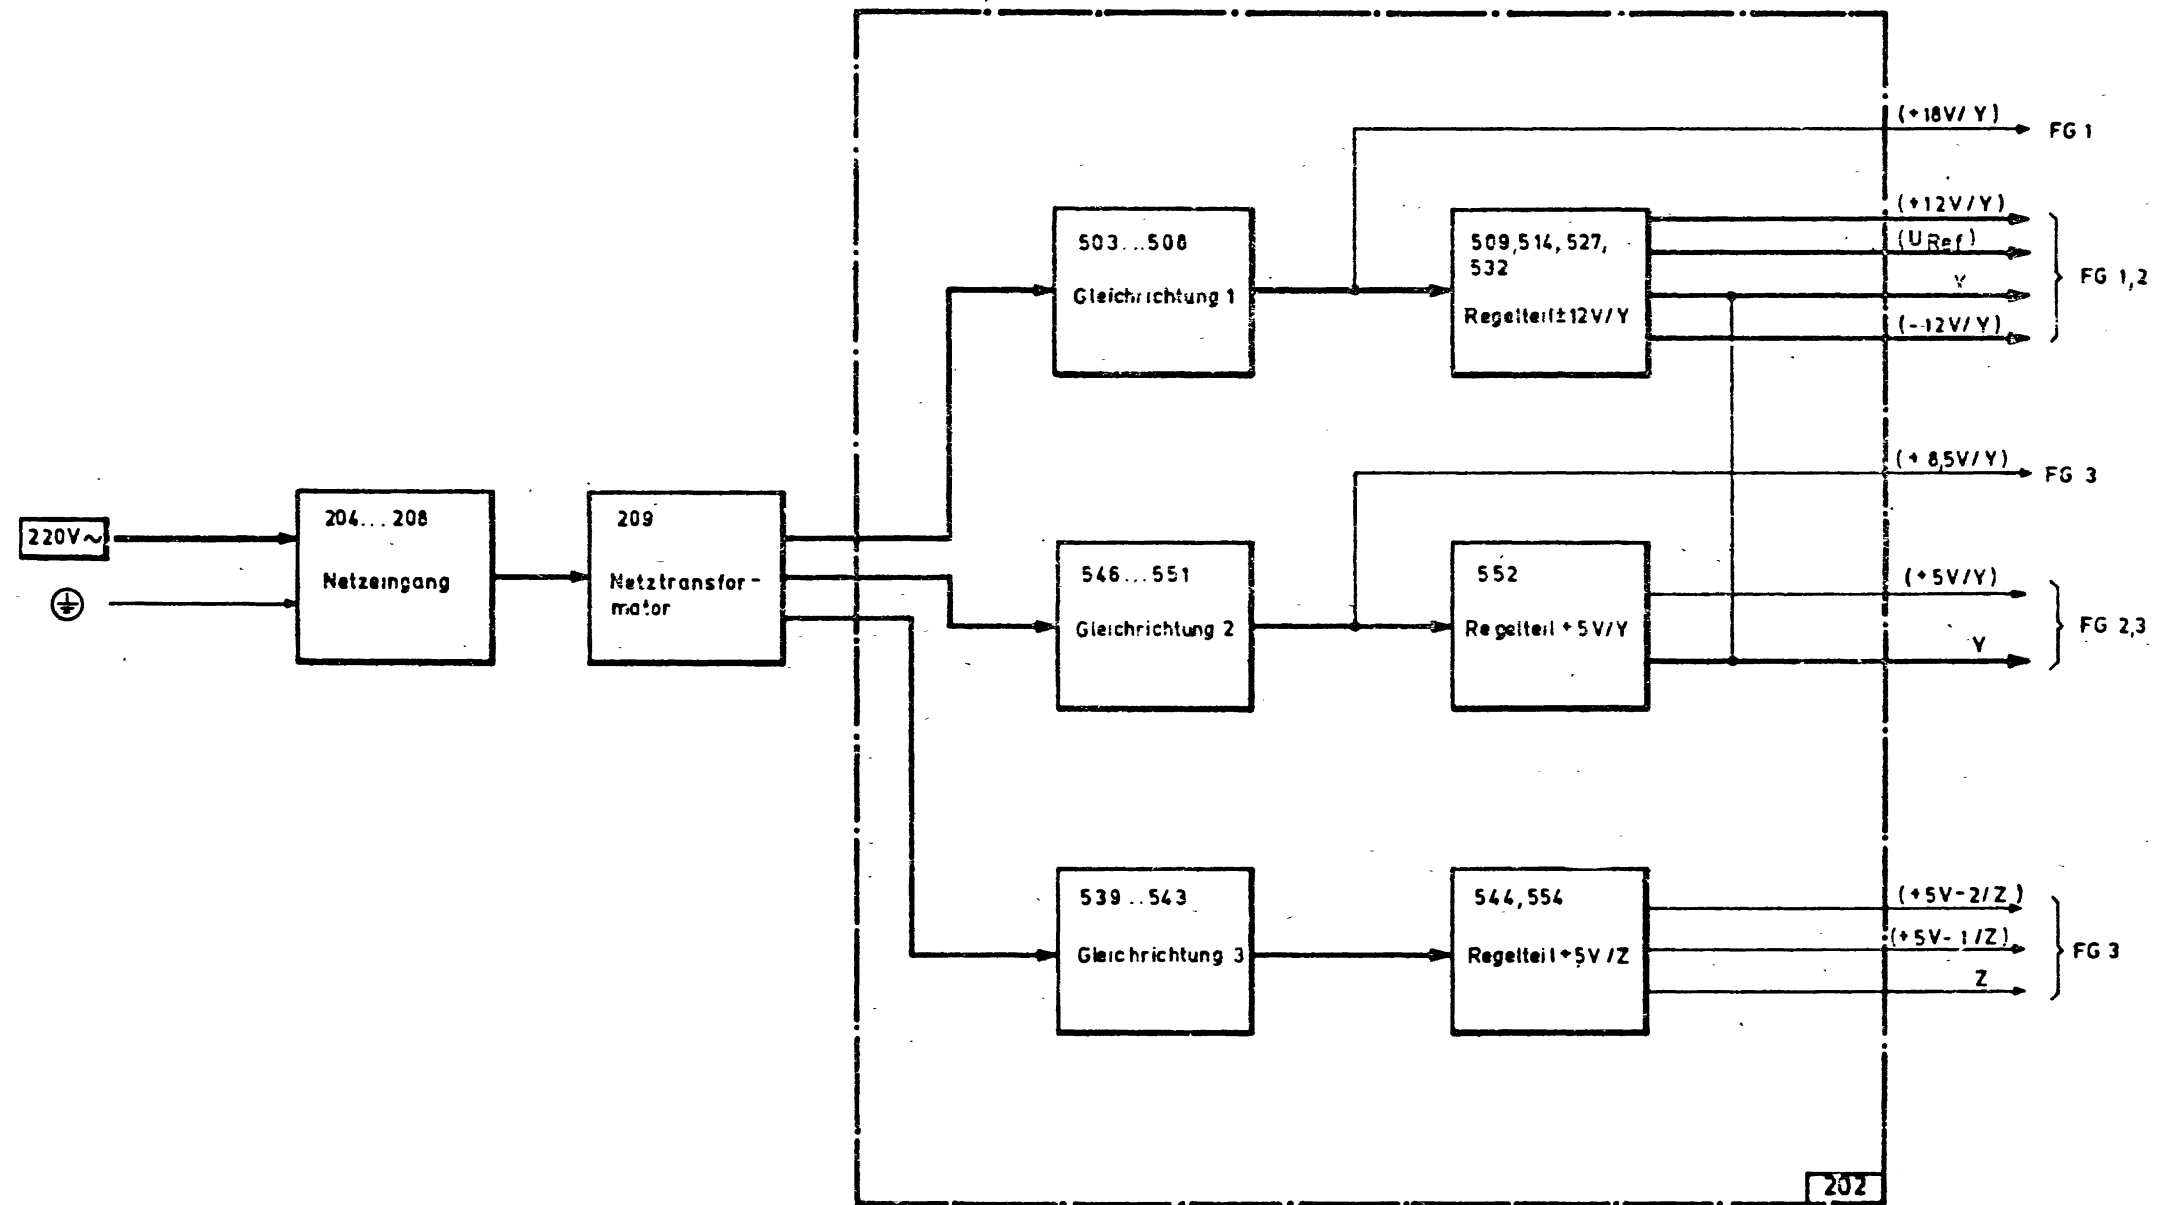 220V~
204...208
Netzeingang
209
Netztransfor-
mator
503...508
Gleichrichtung 1
509,514,527,
532
Regelteil±12V/Y
(+18V/Y)
FG 1
(+12V/Y)
(URef)
Y
(-12V/Y)
FG 1,2
546...551
Gleichrichtung 2
552
Regelteil +5V/Y
(+8,5V/Y)
FG 3
(+5V/Y)
Y
FG 2,3
539...543
Gleichrichtung 3
544,554
Regelteil+5V/Z
(+5V-2/Z)
(+5V-1/Z)
Z
FG 3
202